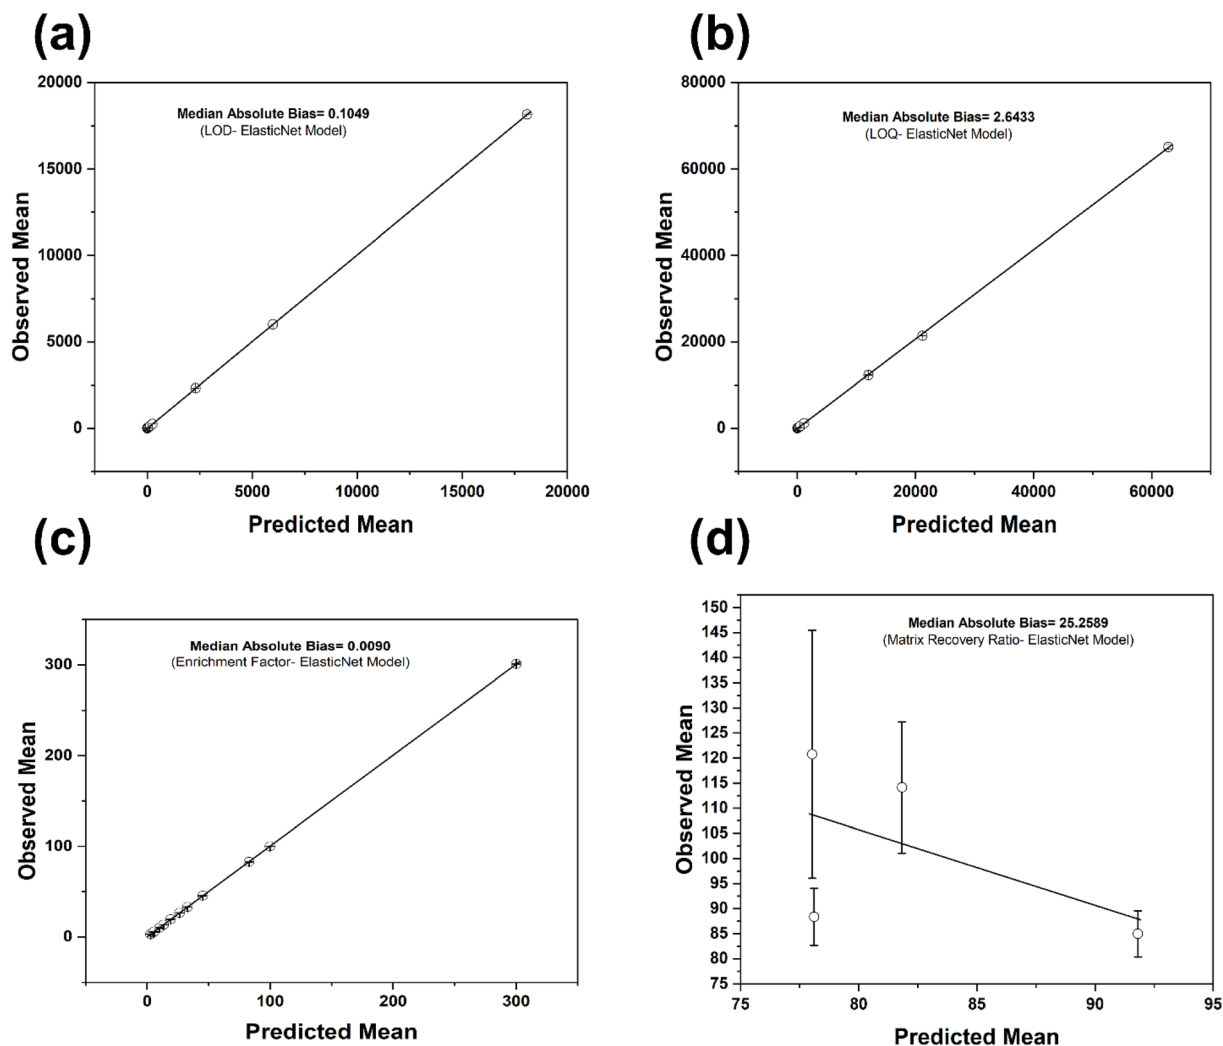 (a)
Median Absolute Bias= 0.1049
(LOD- ElasticNet Model)
20000
15000
10000
5000
0
Observed Mean
0 5000 10000 15000 20000
Predicted Mean
(b)
Median Absolute Bias= 2.6433
(LOQ- ElasticNet Model)
80000
60000
40000
20000
0
Observed Mean
0 20000 40000 60000
Predicted Mean
(c)
Median Absolute Bias= 0.0090
(Enrichment Factor- ElasticNet Model)
300
200
100
0
Observed Mean
0 100 200 300
Predicted Mean
(d)
Median Absolute Bias= 25.2589
(Matrix Recovery Ratio- ElasticNet Model)
150
145
140
135
130
125
120
115
110
105
100
95
90
85
80
75
Observed Mean
75 80 85 90 95
Predicted Mean